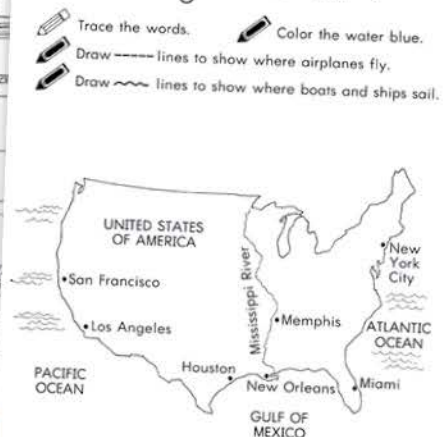 Trace the words.
Color the water blue.
Draw ----- lines to show where airplanes fly.
Draw ~~~ lines to show where boats and ships sail.
UNITED STATES
OF AMERICA
San Francisco
Los Angeles
PACIFIC
OCEAN
Mississippi River
Memphis
Houston
New Orleans
GULF OF
MEXICO
Miami
New
York
City
ATLANTIC
OCEAN